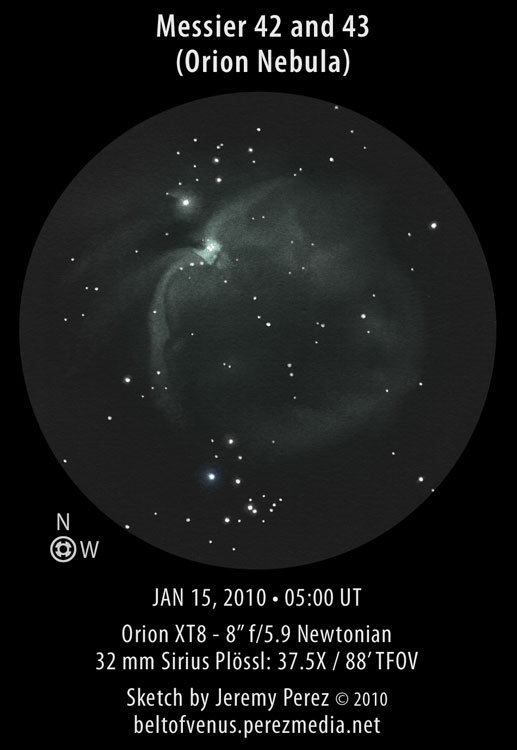 Messier 42 and 43
(Orion Nebula)
N
W
JAN 15, 2010 • 05:00 UT
Orion XT8 - 8” f/5.9 Newtonian
32 mm Sirius Plössl: 37.5X / 88’ TFOV
Sketch by Jeremy Perez © 2010
beltofvenus.perezmedia.net